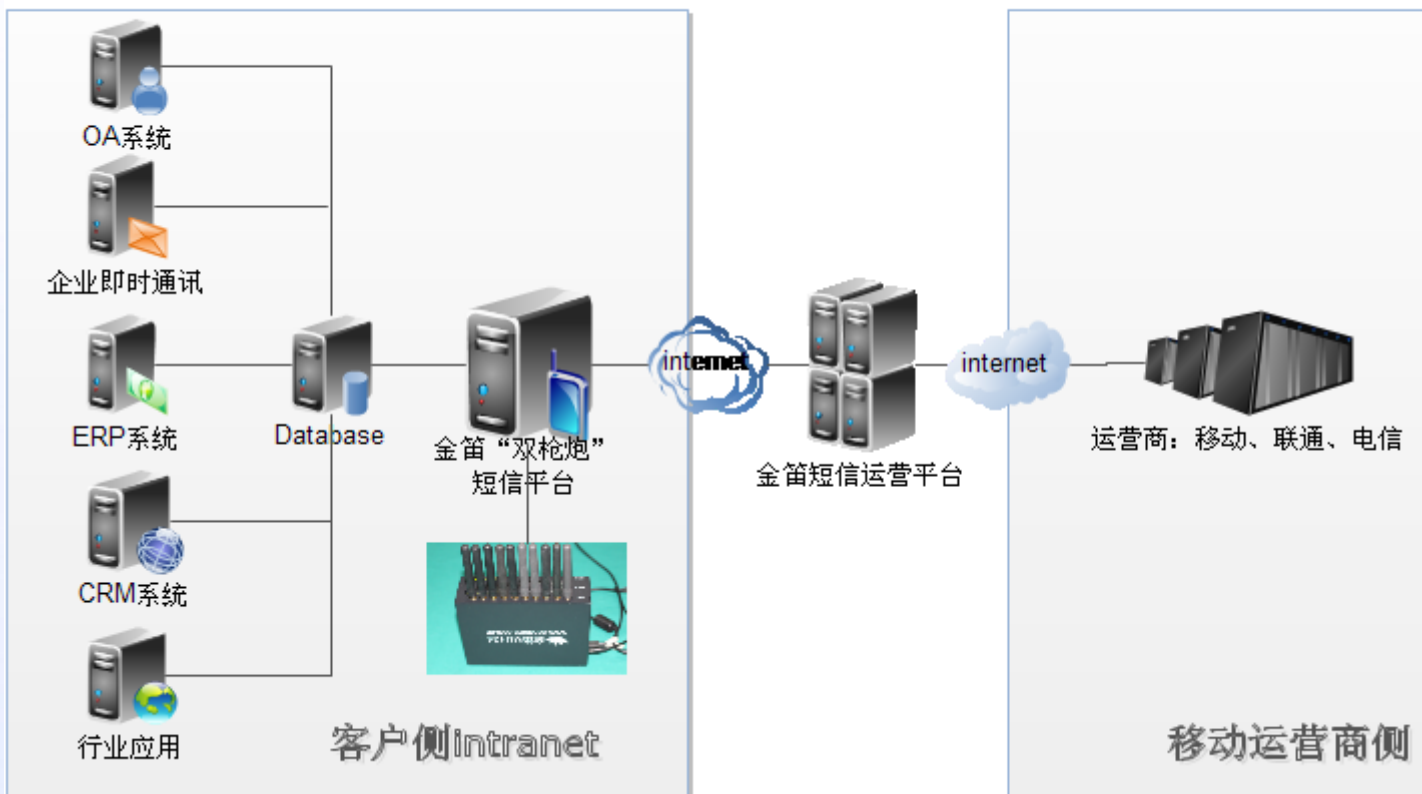 OA系统
企业即时通讯
ERP系统
Database
金笛“双枪炮”
短信平台
internet
金笛短信运营平台
internet
运营商：移动、联通、电信
CRM系统
行业应用
客户侧intranet
移动运营商侧